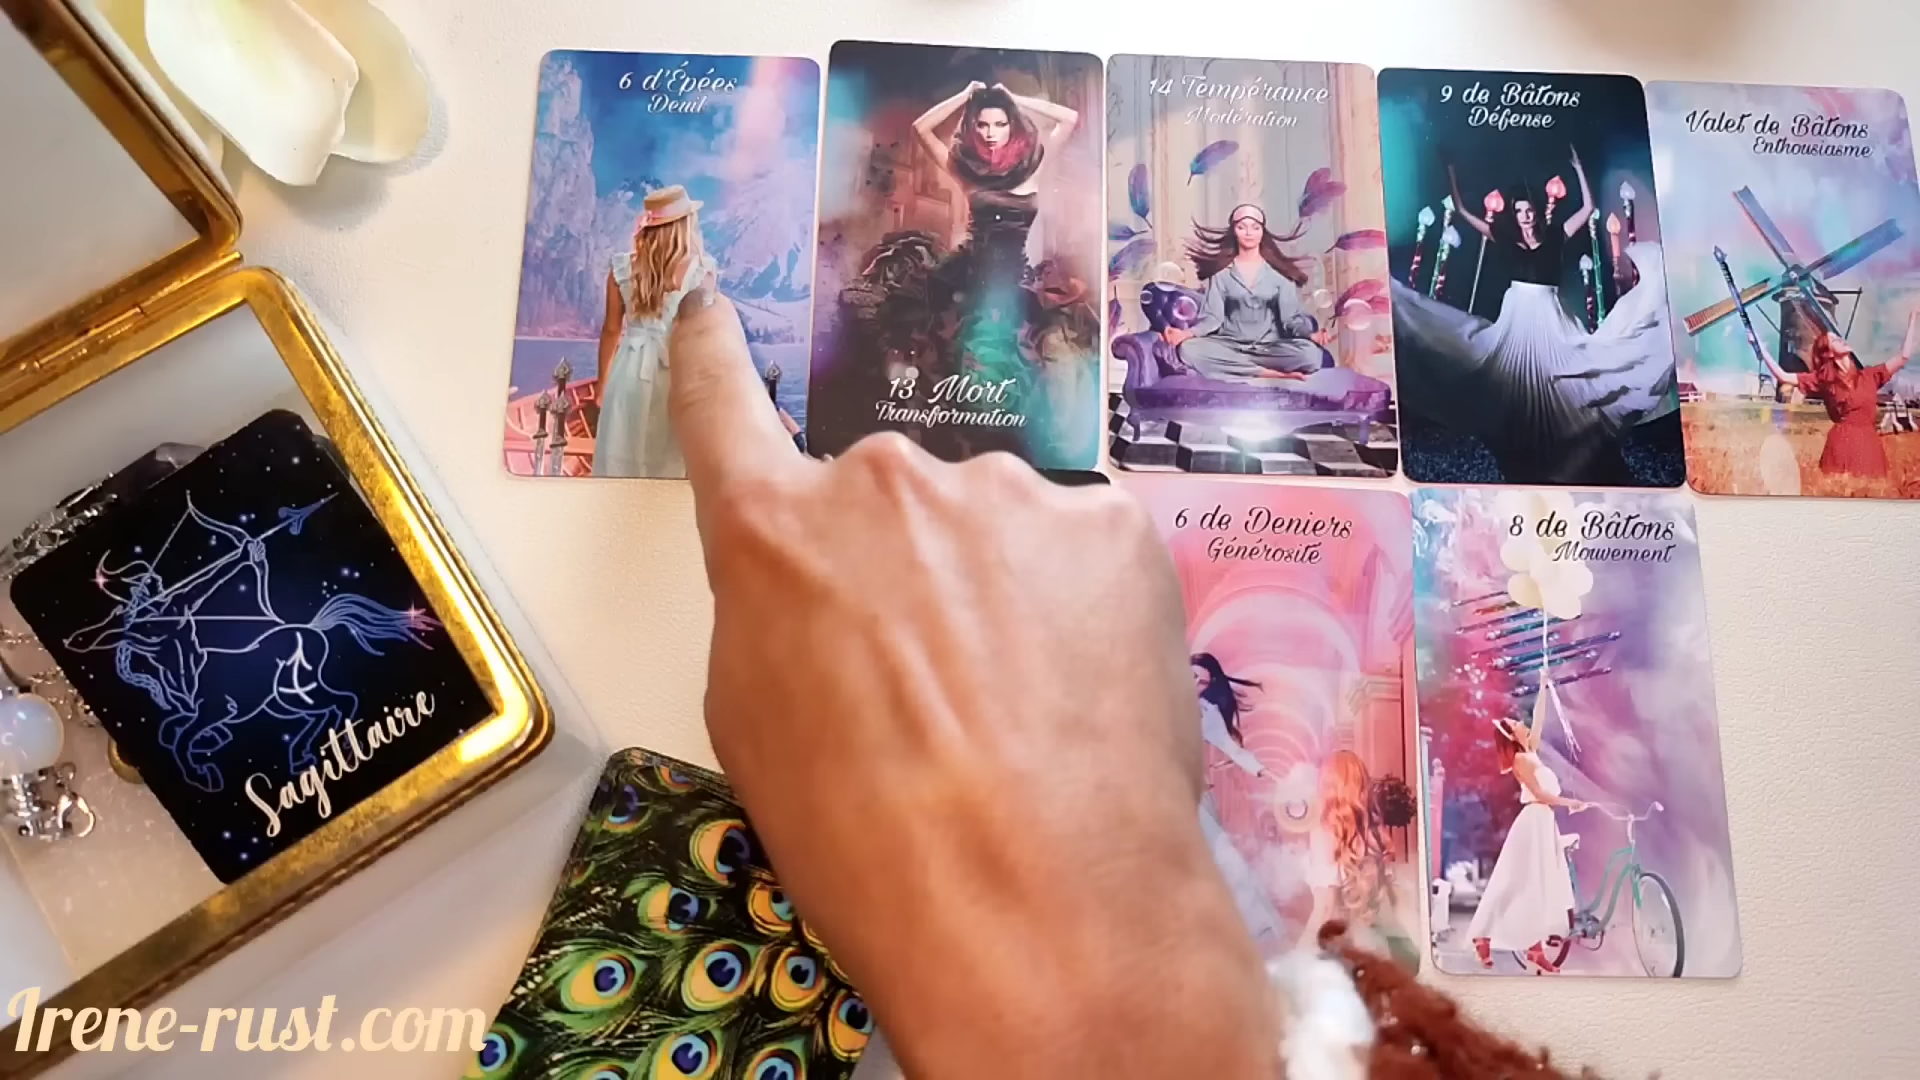 6 d'Épées
Deuil
13 Mort
Transformation
14 Tempérance
Modération
9 de Bâtons
Défense
Valet de Bâtons
Enthousiasme
6 de Deniers
Générosité
8 de Bâtons
Mouvement
Sagittaire
Irene-rust.com